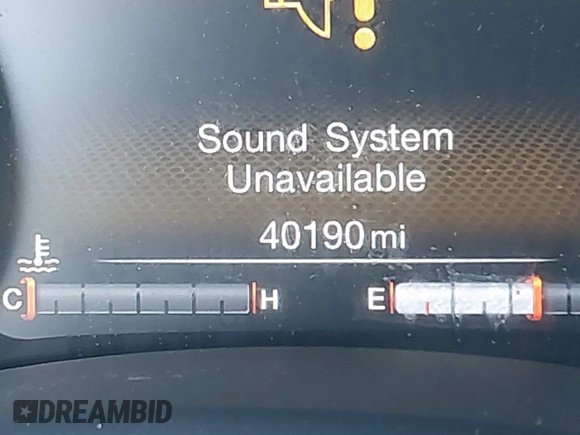 Sound System
Unavailable
40190 mi
C H E
DREAMBID